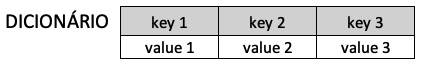 DICIONÁRIO key 1 key 2 key 3
value 1 value 2 value 3